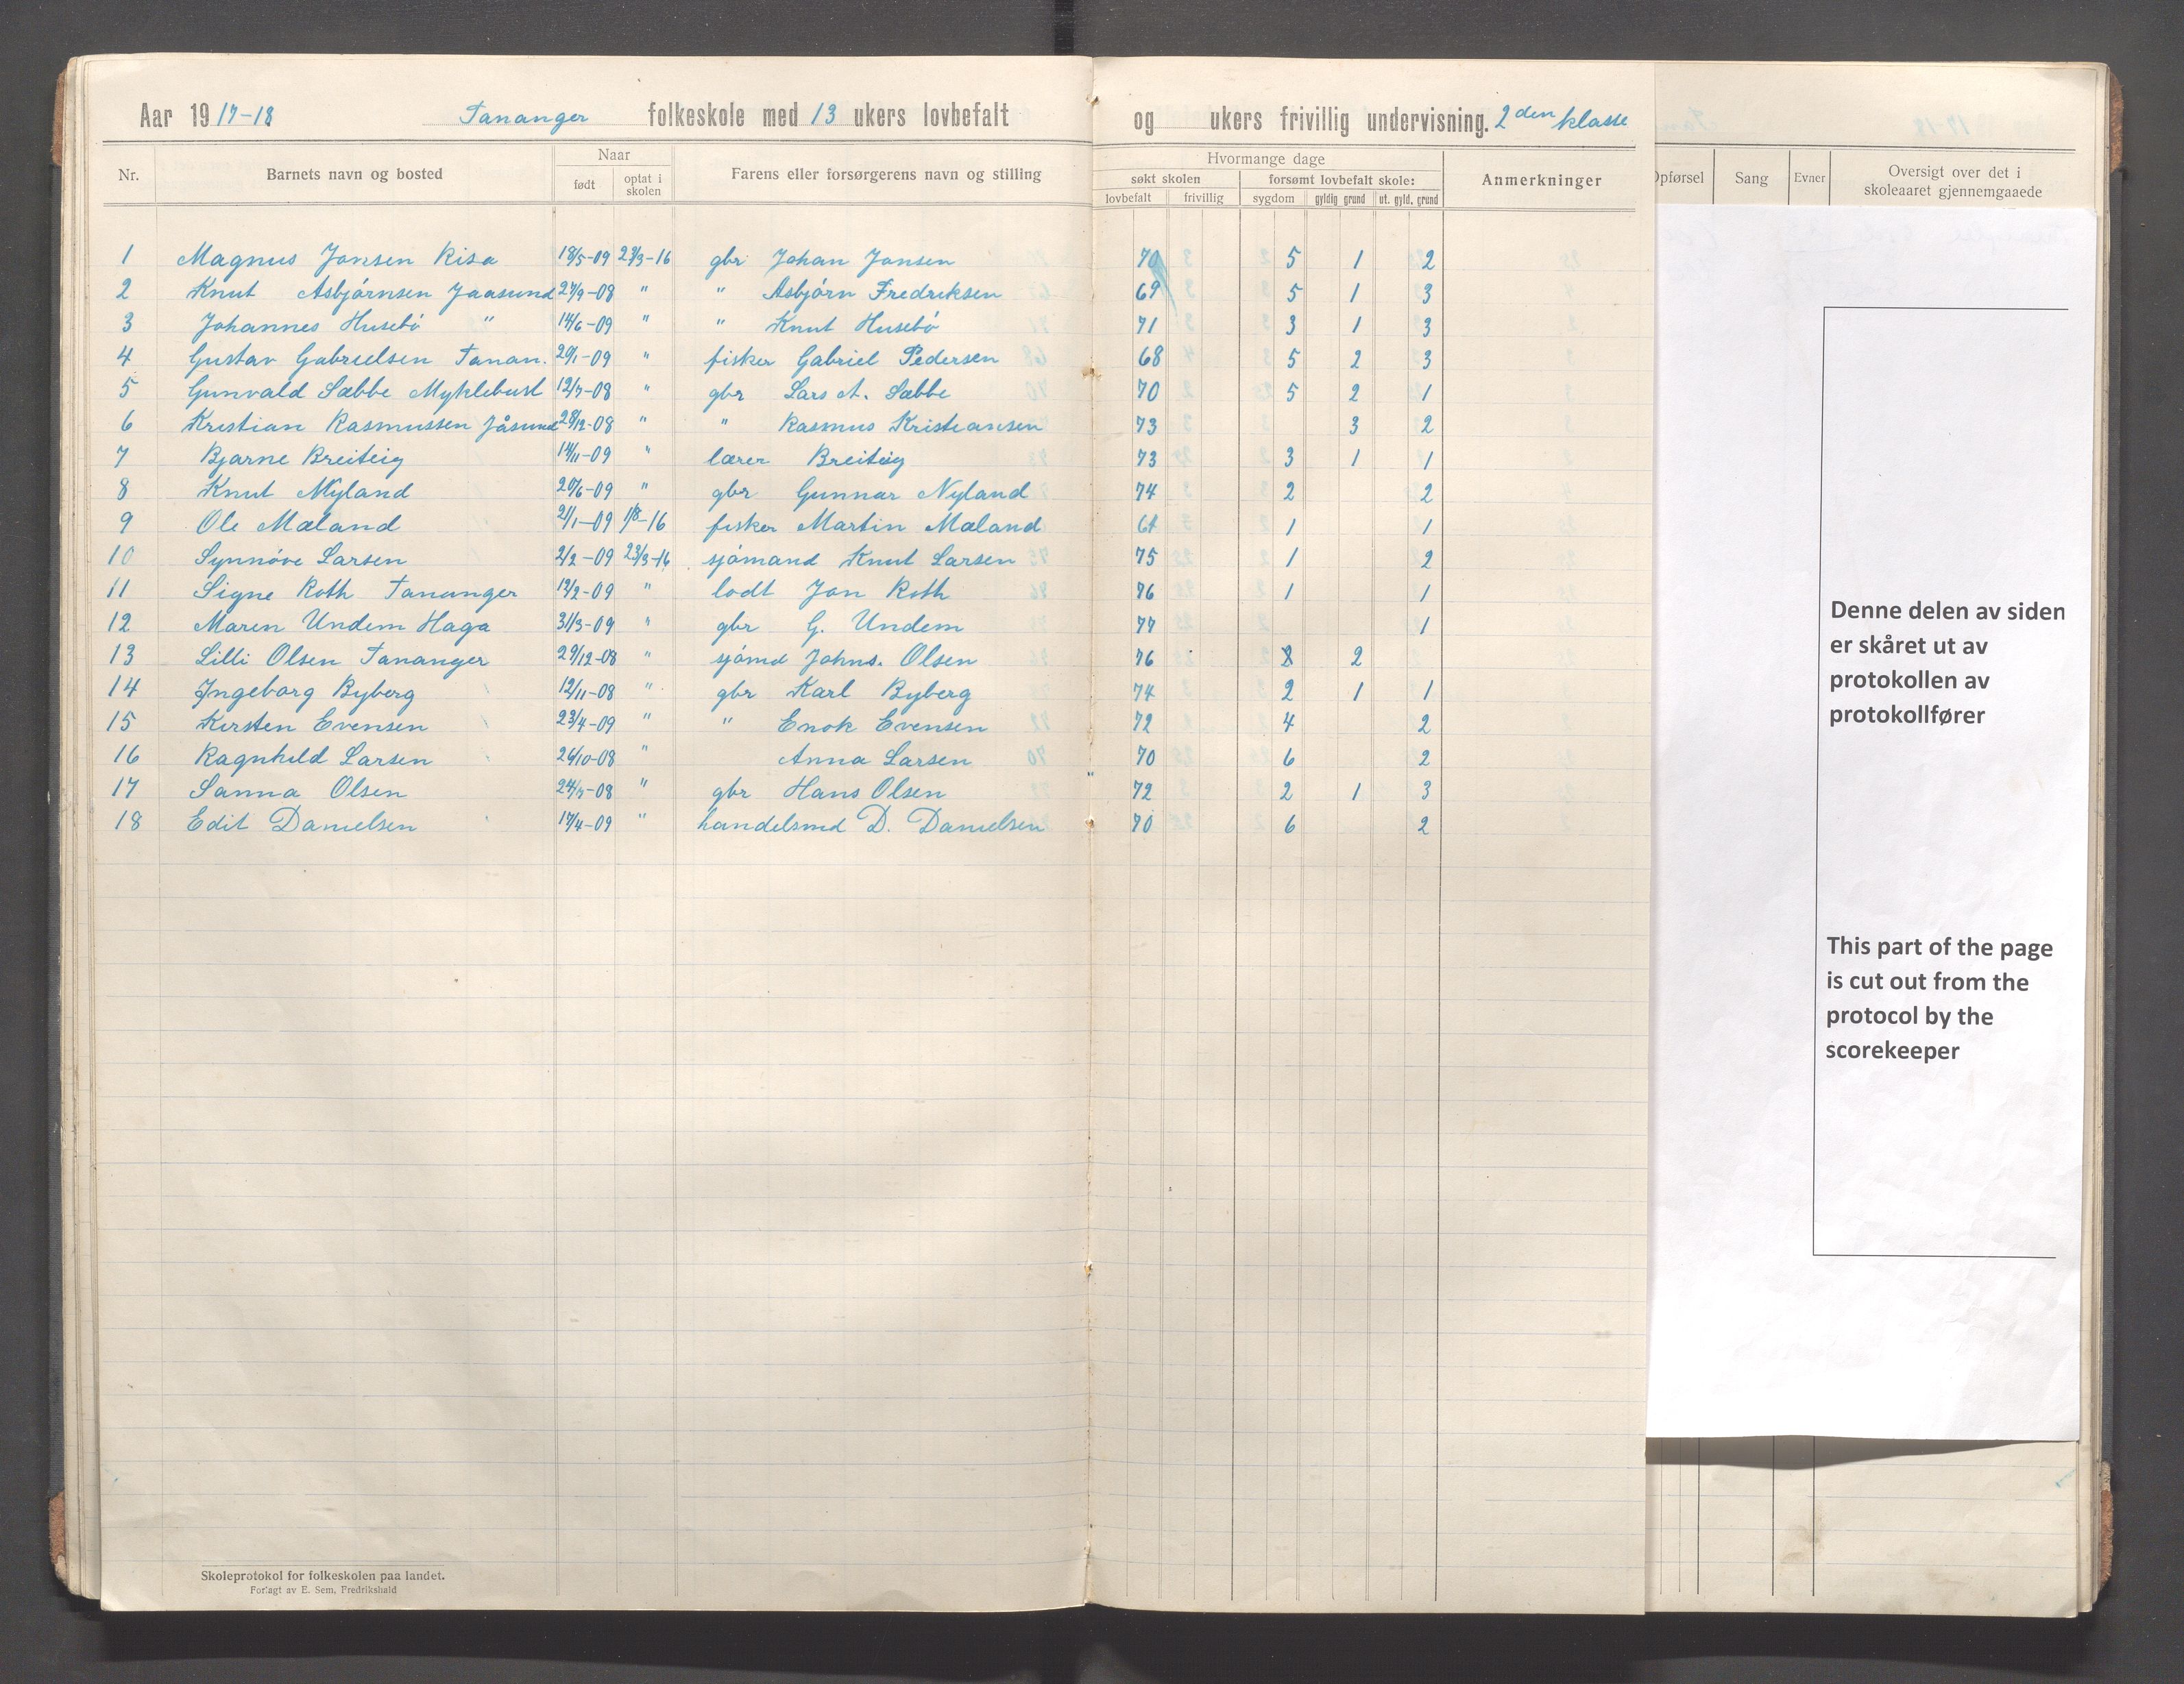 Aar 1917-18 Tananger folkeskole med 13 ukers lovbefalt og ukers frivillig undervisning. 2den klasse
Nr. Barnets navn og bosted Naar født optat i skolen Farens eller forsørgerens navn og stilling Hvormange dage søkt skolen lovbefalt frivillig forsømt lovbefalt skole: sygdom gyldig grund ut. gyld. grund Anmerkninger
Opførsel Sang Evner Oversigt over det i skoleaaret gjennemgaaede
1 Magnus Jonsen Risa 18/5-09 23/3-16 gbr Johan Jonsen 70 5 1 2
2 Knut Asbjörnsen Jaasund 27/9-08 " " Asbjörn Fredriksen 69 5 1 3
3 Johannes Husebö " 14/6-09 " " Knut Husebö 71 3 1 3
4 Gustav Gabrielsen Tanan. 20/1-09 " fisker Gabriel Pedersen 68 5 2 3
5 Gunvald Sæbbe Myklebust 12/7-08 " gbr Lars A. Sæbbe 70 5 2 1
6 Kristian Rasmussen Jåsund 28/12-08 " " Rasmus Kristiansen 73 3 2
7 Bjarne Breiteig 14/11-09 " lærer Breiteig 73 3 1 1
8 Knut Nyland 20/6-09 " gbr Gunnar Nyland 74 2 2
9 Ole Mæland 21/1-09 1/8-16 fisker Martin Mæland 1 1
10 Synnöve Larsen 2/2-09 23/3-16 sjömand Knut Larsen 75 1 2
11 Signe Roth Tananger 12/2-09 " lodt Jon Roth 76 1 1
12 Maren Undem Haga 31/3-09 " gbr G. Undem 77 1
13 Lilli Olsen Tananger 29/12-08 " sjömd Johns. Olsen 76 2
14 Ingeborg Byberg 12/11-08 " gbr Karl Byberg 74 2 1 1
15 Kirsten Evensen 23/4-09 " " Enok Evensen 72 4 2
16 Ragnhild Larsen 26/10-08 " Anna Larsen 70 6 2
17 Sanna Olsen 24/7-08 " gbr Hans Olsen 72 2 1 3
18 Edit Danielsen 17/4-09 " handelsmd D. Danielsen 70 6 2
Denne delen av siden
er skåret ut av
protokollen av
protokollfører
This part of the page
is cut out from the
protocol by the
scorekeeper
Skoleprotokol for folkeskolen paa landet.
Forlagt av E. Sem, Fredrikshald